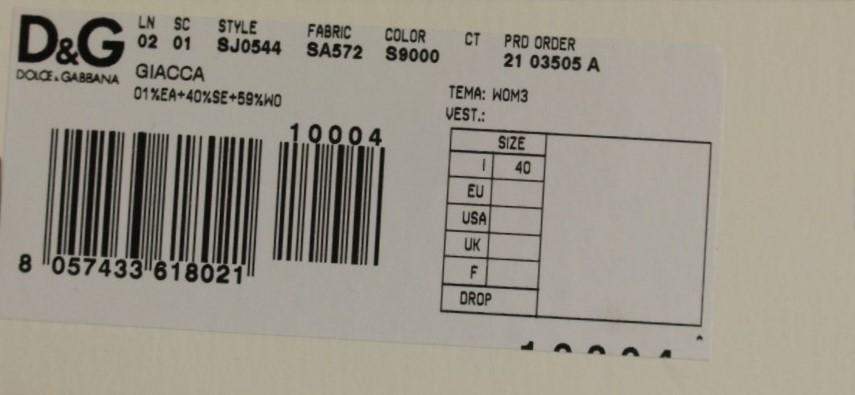 D&G
DOLCE & GABBANA
LN SC STYLE FABRIC COLOR CT PRD ORDER
02 01 SJ0544 SA572 S9000 21 03505 A
GIACCA
01%EA+40%SE+59%WO
TEMA: WOM3
VEST.:
10004
8 057433 618021
SIZE
I 40
EU
USA
UK
F
DROP
10004